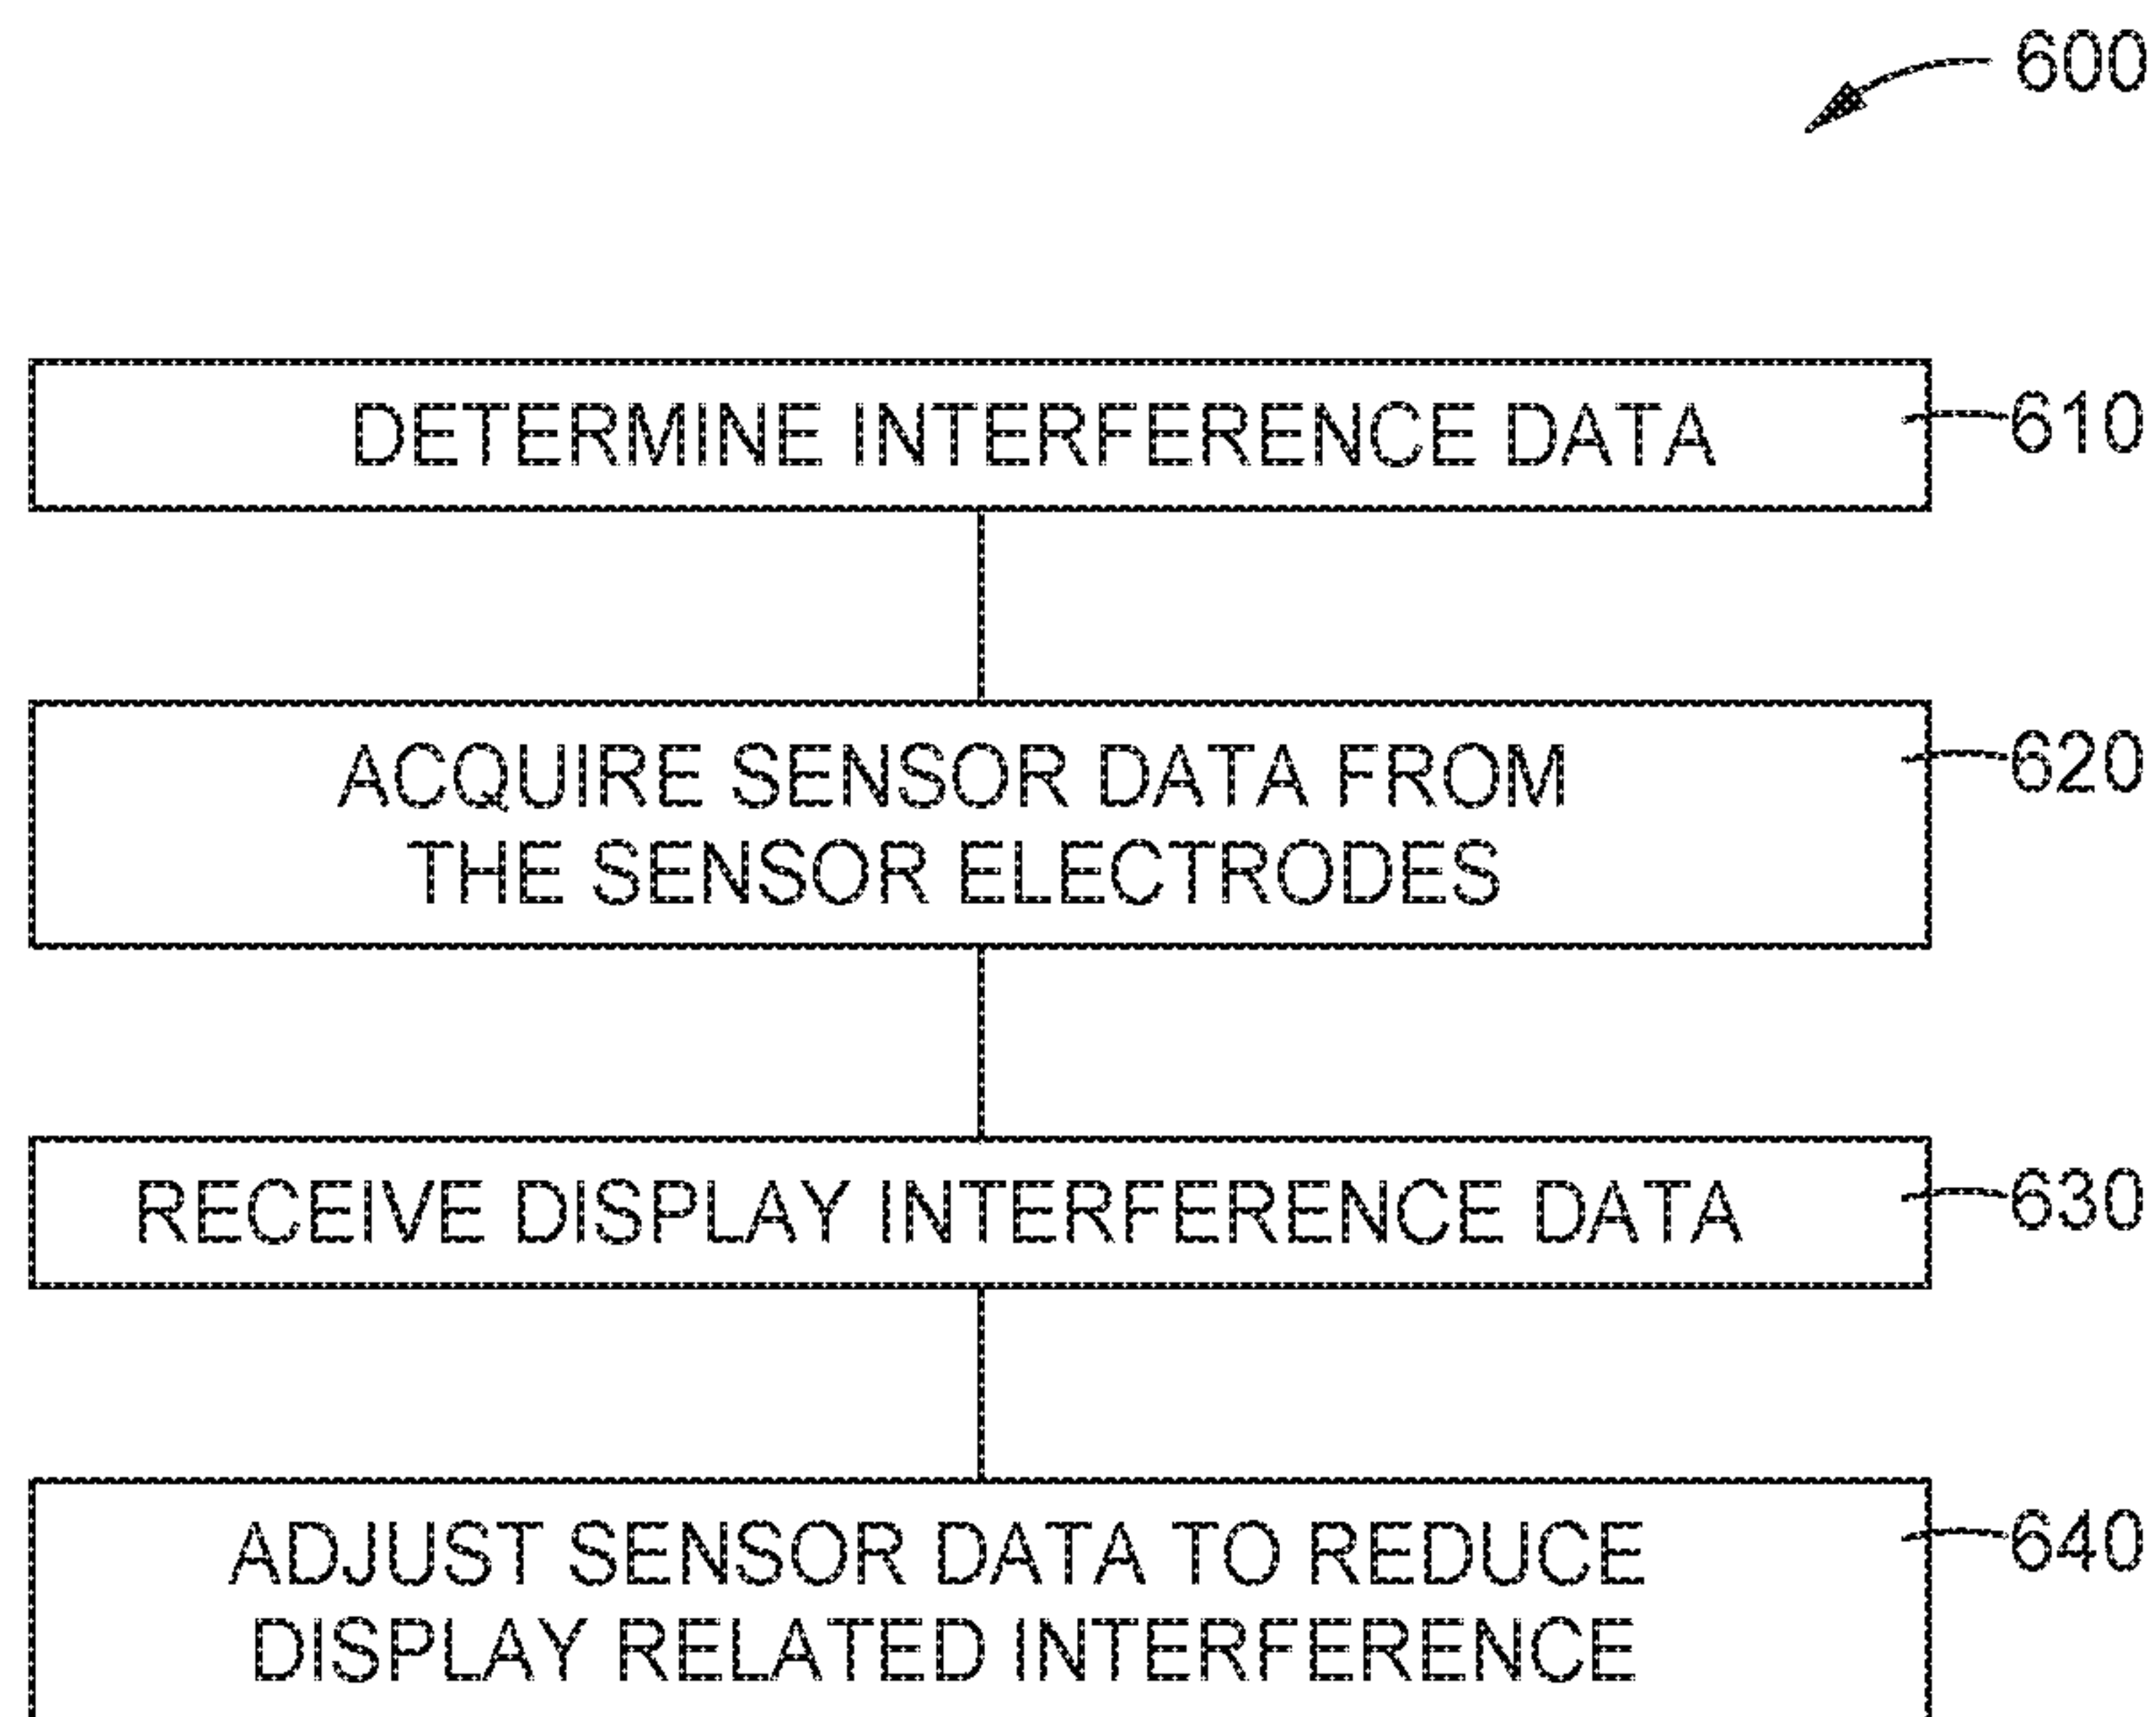 600
DETERMINE INTERFERENCE DATA
610
ACQUIRE SENSOR DATA FROM
THE SENSOR ELECTRODES
620
RECEIVE DISPLAY INTERFERENCE DATA
630
ADJUST SENSOR DATA TO REDUCE
DISPLAY RELATED INTERFERENCE
640